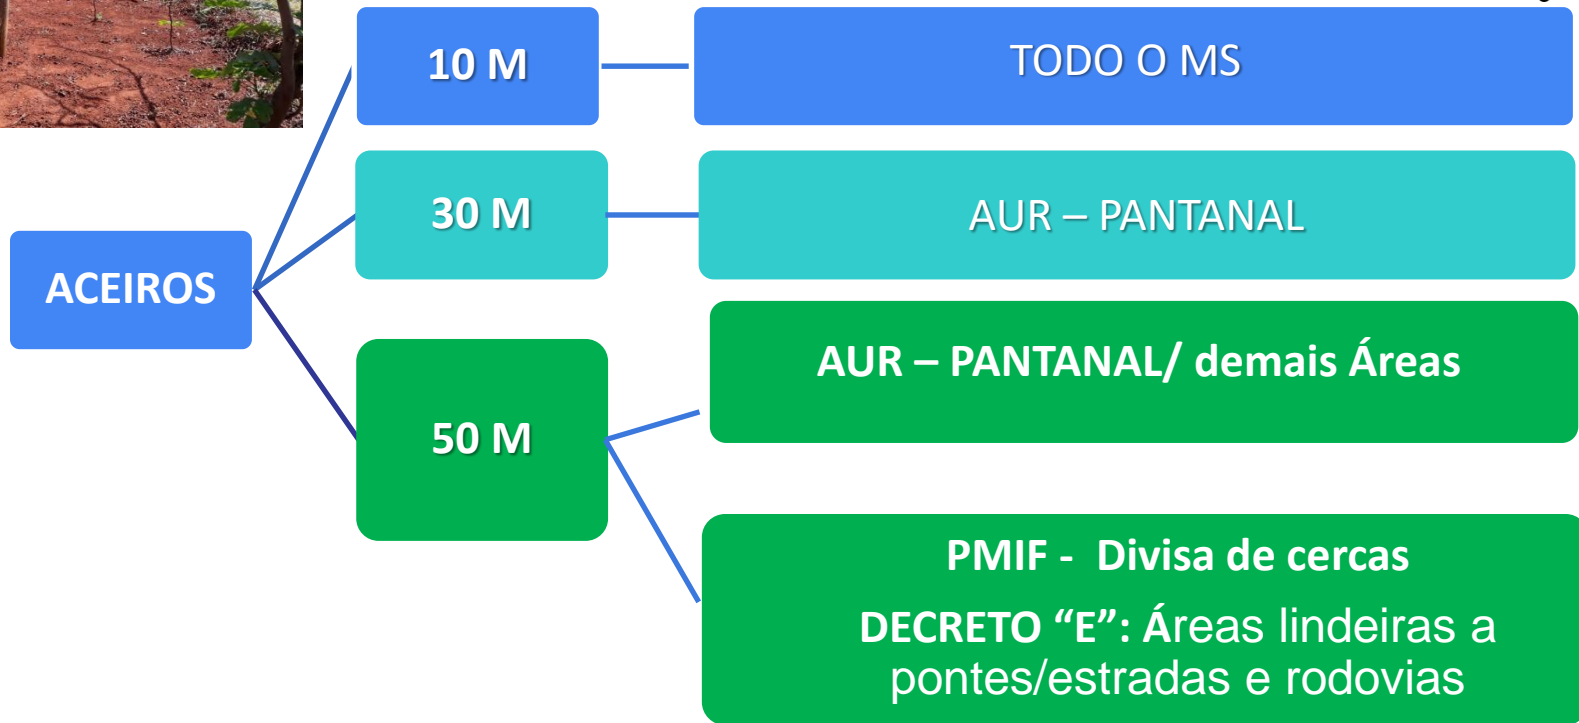 10 M
TODO O MS
30 M
AUR – PANTANAL
ACEIROS
50 M
AUR – PANTANAL/ demais Áreas
PMIF - Divisa de cercas
DECRETO “E”: Áreas lindeiras a
pontes/estradas e rodovias